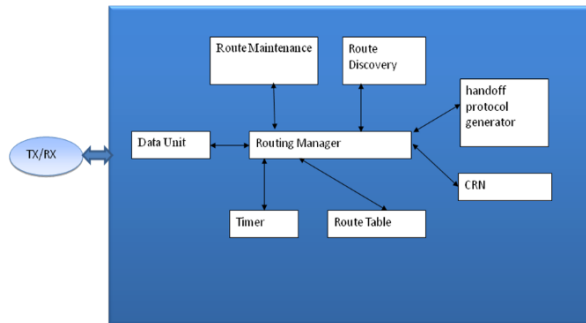 Route Maintenance
Route
Discovery
handoff
protocol
generator
Data Unit
Routing Manager
TX/RX
CRN
Timer
Route Table